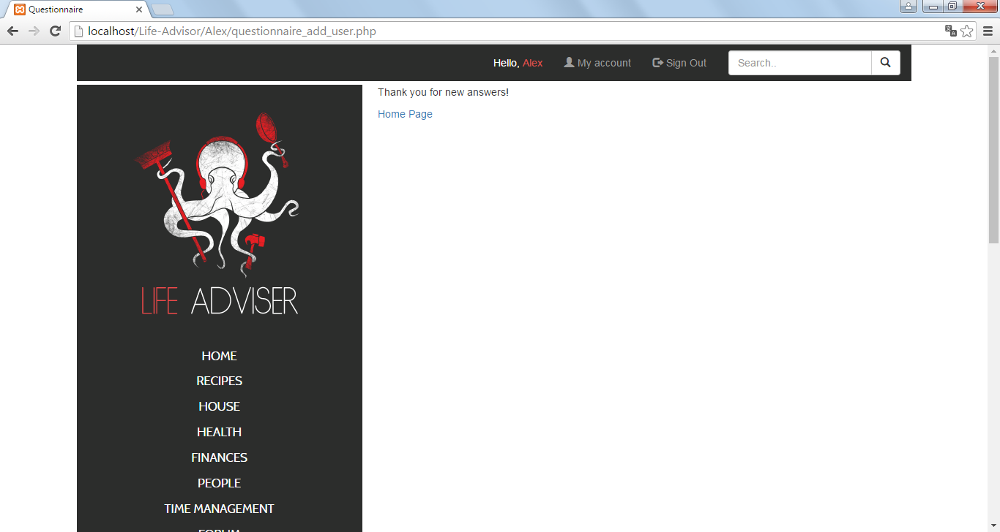 Questionnaire
localhost/Life-Advisor/Alex/questionnaire_add_user.php
Hello, Alex My account Sign Out Search..
Thank you for new answers!
Home Page
LIFE ADVISER
HOME
RECIPES
HOUSE
HEALTH
FINANCES
PEOPLE
TIME MANAGEMENT
FORUM